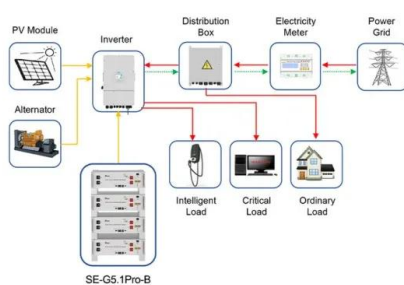 PV Module
Inverter
Distribution
Box
Electricity
Meter
Power
Grid
Alternator
Intelligent
Load
Critical
Load
Ordinary
Load
SE-G5.1Pro-B